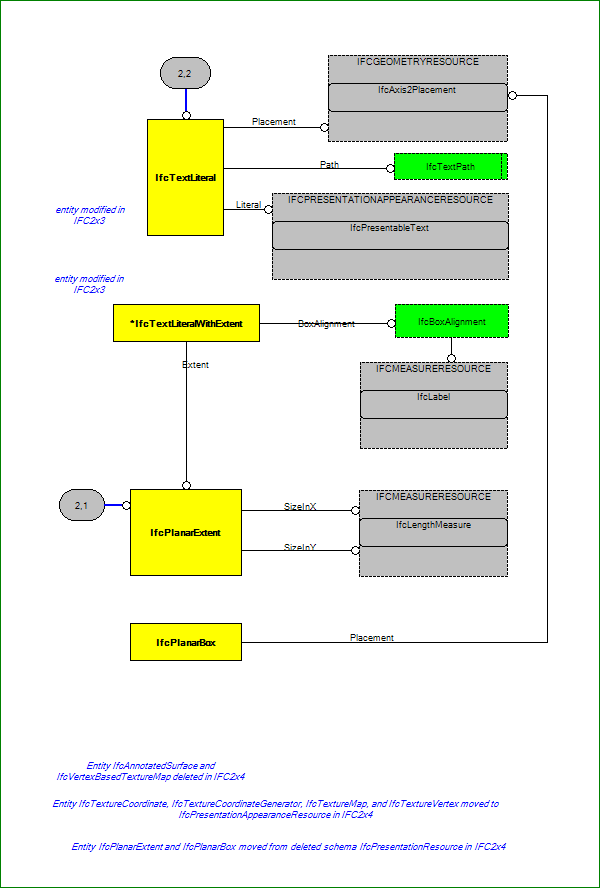 2,2
IFCGEOMETRYRESOURCE
IfcAxis2Placement
Placement
Path
IfcTextPath
IfcTextLiteral
Literal
IFCPRESENTATIONAPPEARANCERESOURCE
IfcPresentableText
entity modified in
IFC2x3
entity modified in
IFC2x3
*IfcTextLiteralWithExtent
BoxAlignment
IfcBoxAlignment
Extent
IFCMEASURERESOURCE
IfcLabel
2,1
IfcPlanarExtent
SizeInX
SizeInY
IFCMEASURERESOURCE
IfcLengthMeasure
IfcPlanarBox
Placement
Entity IfcAnnotatedSurface and
IfcVertexBasedTextureMap deleted in IFC2x4
Entity IfcTextureCoordinate, IfcTextureCoordinateGenerator, IfcTextureMap, and IfcTextureVertex moved to
IfcPresentationAppearanceResource in IFC2x4
Entity IfcPlanarExtent and IfcPlanarBox moved from deleted schema IfcPresentationResource in IFC2x4